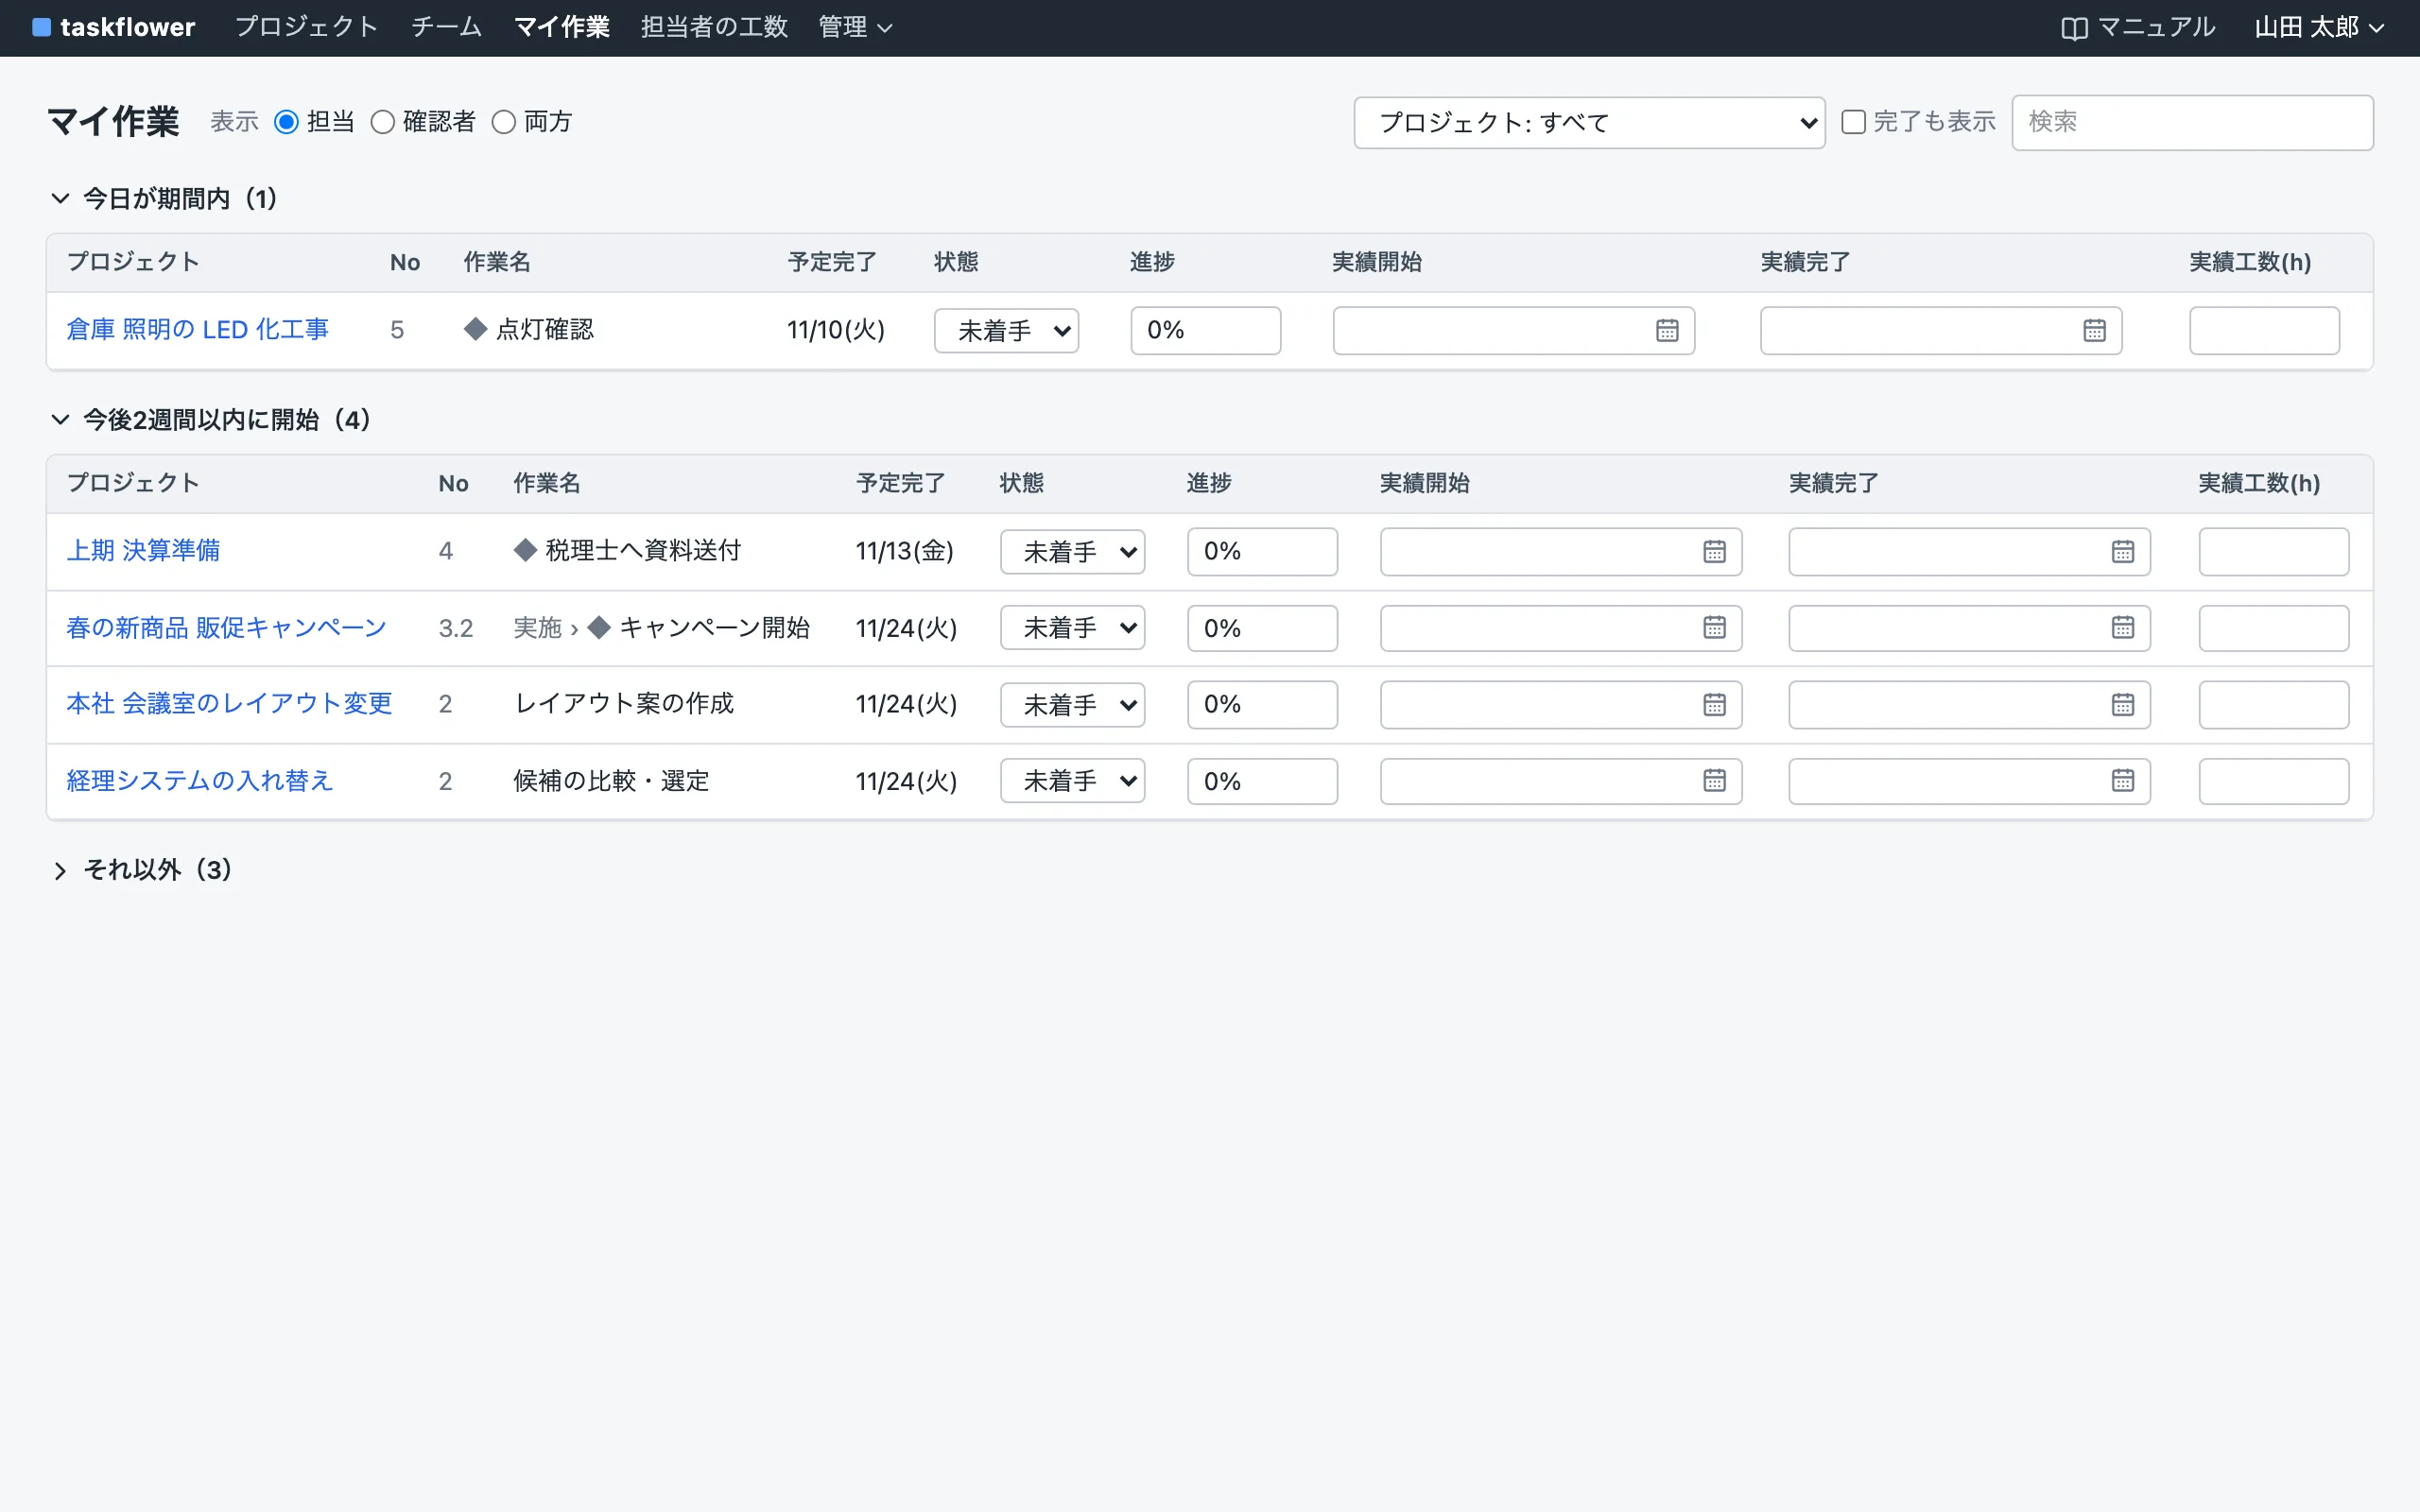 taskflower プロジェクト チーム マイ作業 担当者の工数 管理 マニュアル 山田 太郎
マイ作業 表示 担当 確認者 両方 プロジェクト: すべて 完了も表示 検索
今日が期間内（1）
プロジェクト No 作業名 予定完了 状態 進捗 実績開始 実績完了 実績工数(h)
倉庫 照明の LED 化工事 5 ◆ 点灯確認 11/10(火) 未着手 0%
今後2週間以内に開始（4）
プロジェクト No 作業名 予定完了 状態 進捗 実績開始 実績完了 実績工数(h)
上期 決算準備 4 ◆ 税理士へ資料送付 11/13(金) 未着手 0%
春の新商品 販促キャンペーン 3.2 実施 › ◆ キャンペーン開始 11/24(火) 未着手 0%
本社 会議室のレイアウト変更 2 レイアウト案の作成 11/24(火) 未着手 0%
経理システムの入れ替え 2 候補の比較・選定 11/24(火) 未着手 0%
それ以外（3）